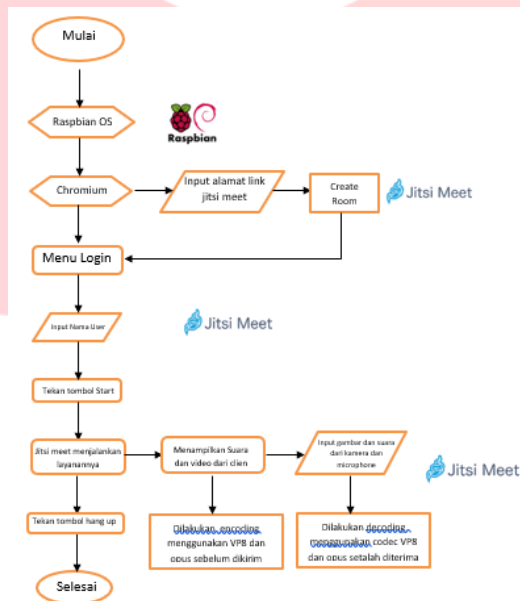 Mulai
Raspbian OS
Raspbian
Chromium
Input alamat link
jitsi meet
Create
Room
Jitsi Meet
Menu Login
Input Nama User
Jitsi Meet
Tekan tombol Start
Jitsi meet menjalankan
layanannya
Menampilkan Suara
dan video dari clien
Input gambar dan suara
dari kamera dan
microphone
Jitsi Meet
Tekan tombol hang up
Dilakukan encoding
menggunakan VP8 dan
opus sebelum dikirim
Dilakukan decoding
menggunakan codec VP8
dan opus setalah diterima
Selesai